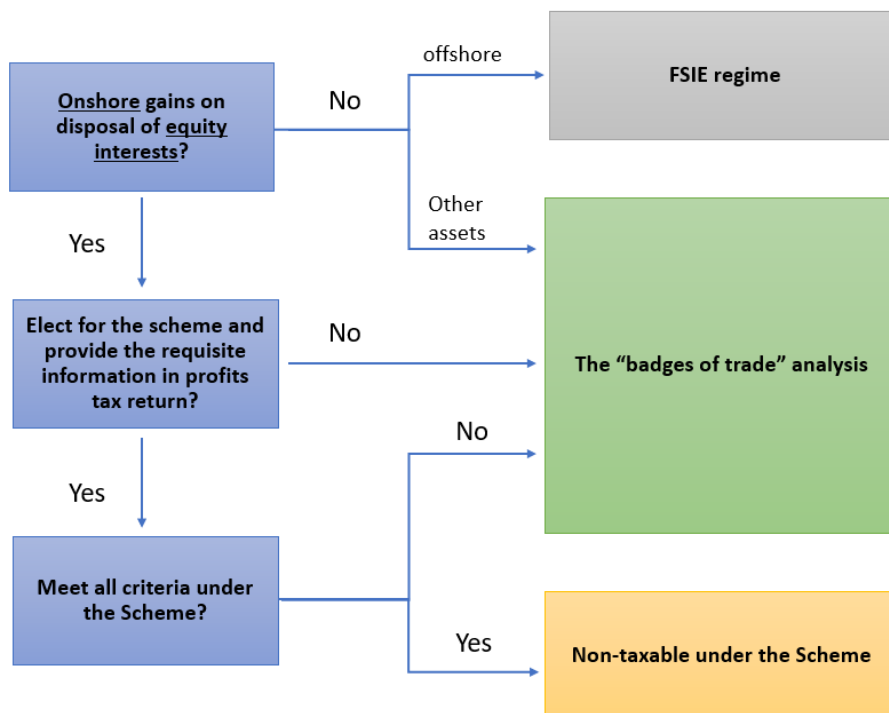 Onshore gains on
disposal of equity
interests?
No
offshore
FSIE regime
Other
assets
Yes
Elect for the scheme and
provide the requisite
information in profits
tax return?
No
The “badges of trade” analysis
No
Yes
Meet all criteria under
the Scheme?
Yes
Non-taxable under the Scheme